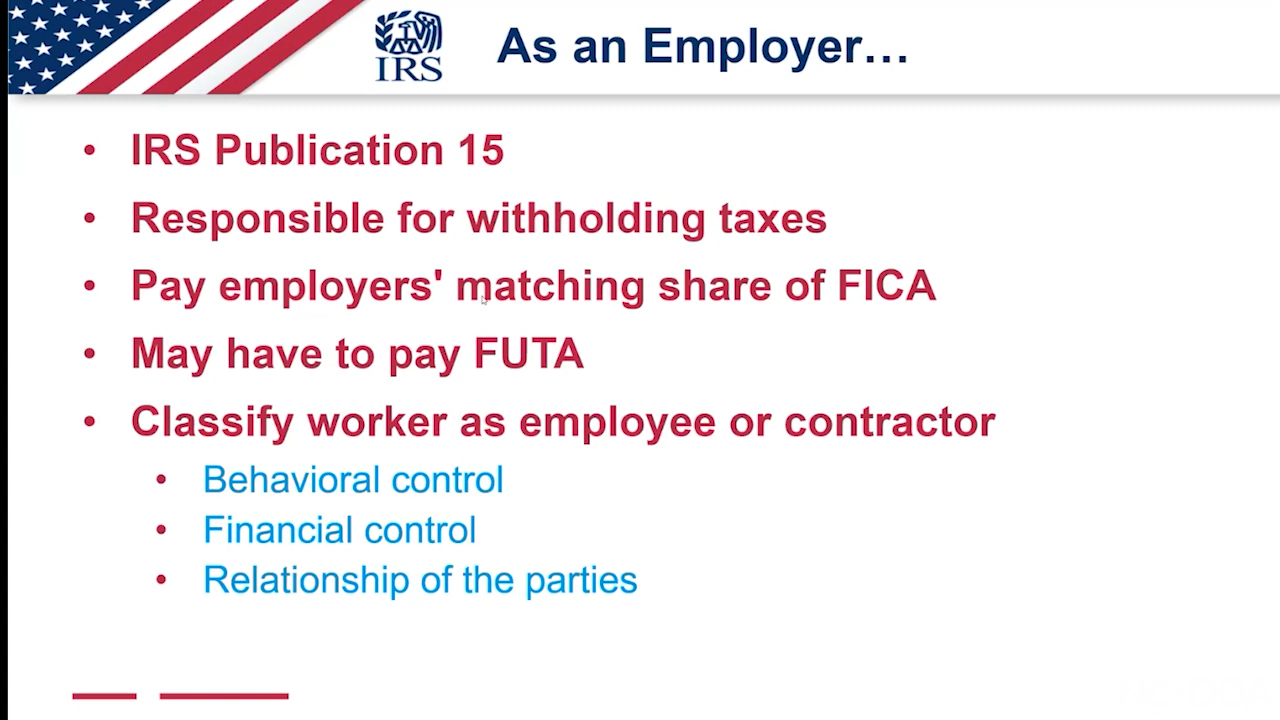 IRS
As an Employer…
• IRS Publication 15
• Responsible for withholding taxes
• Pay employers' matching share of FICA
• May have to pay FUTA
• Classify worker as employee or contractor
• Behavioral control
• Financial control
• Relationship of the parties